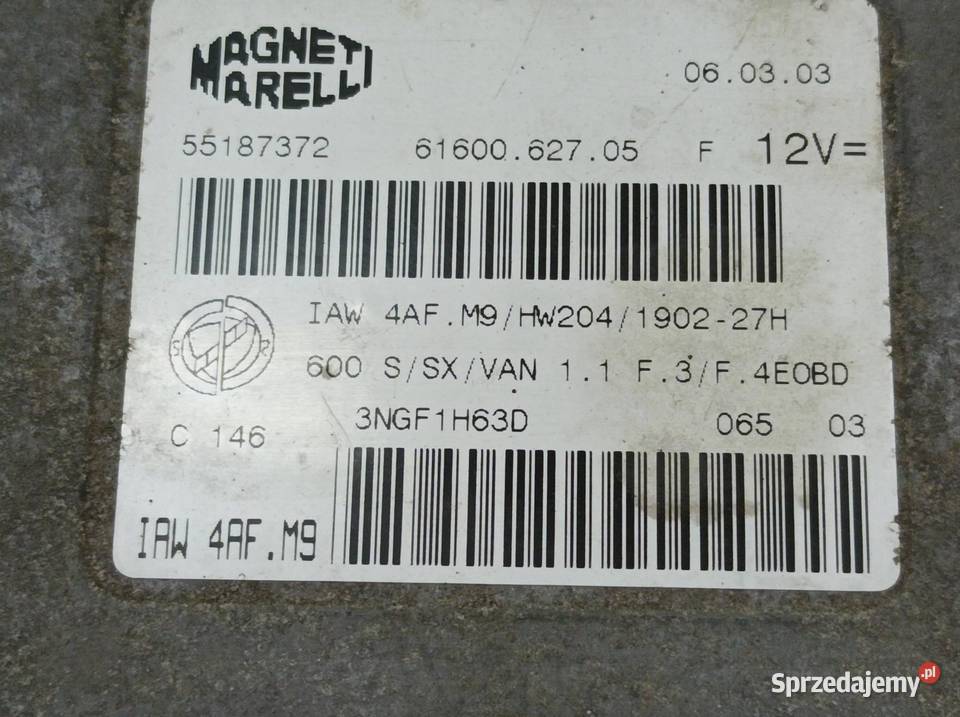 MAGNETI
MARELLI
06.03.03
55187372 61600.627.05 F 12V=
IAW 4AF.M9/HW204/1902-27H
600 S/SX/VAN 1.1 F.3/F.4EOBD
3NGF1H63D 065 03
C 146
IAW 4AF.M9
Sprzedajemy.pl